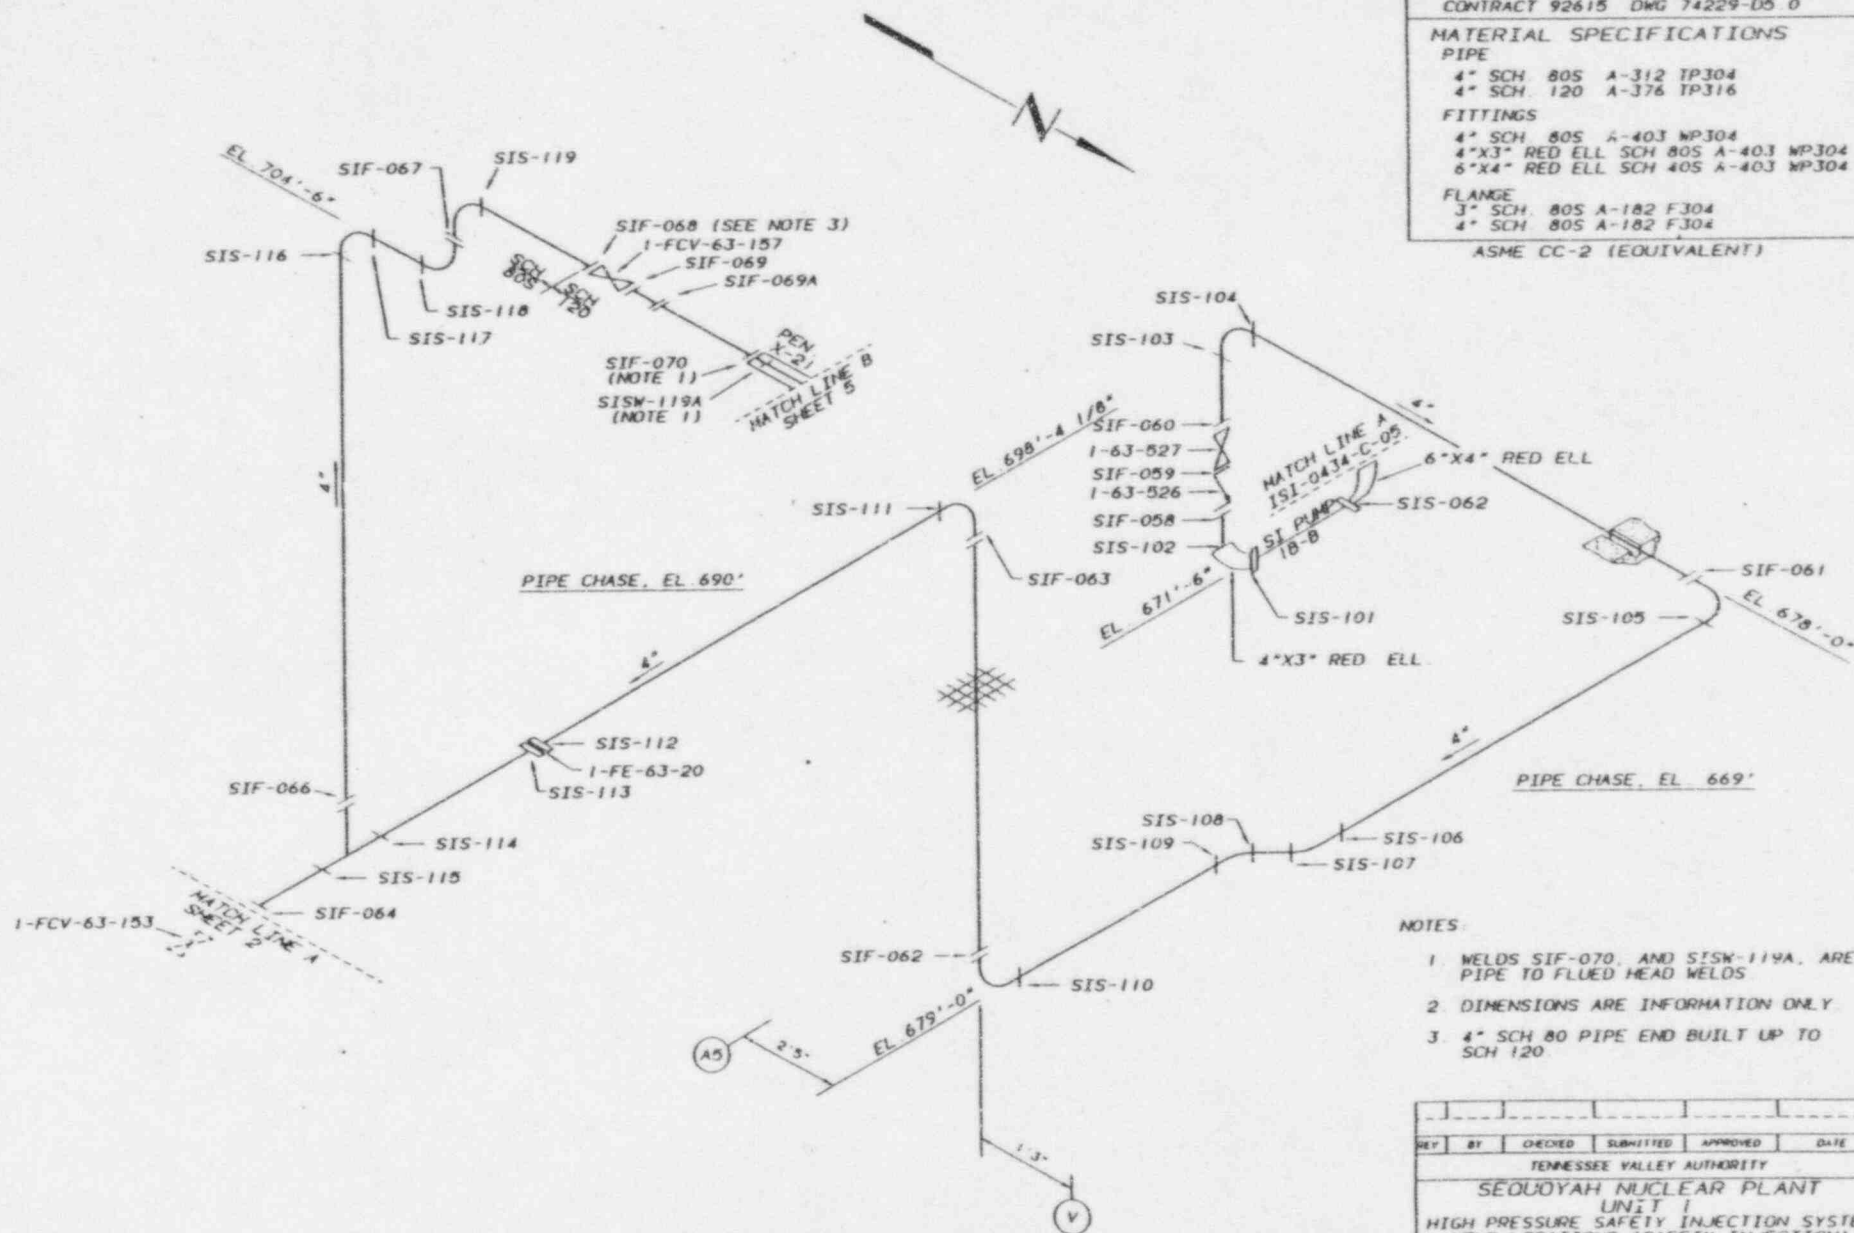 CONTRACT 92615 DWG 74229-D5.0
MATERIAL SPECIFICATIONS
PIPE
4" SCH. 80S A-312 TP304
4" SCH. 120 A-376 TP316
FITTINGS
4" SCH. 80S A-403 WP304
4"X3" RED ELL SCH 80S A-403 WP304
6"X4" RED ELL SCH 40S A-403 WP304
FLANGE
3" SCH. 80S A-182 F304
4" SCH. 80S A-182 F304
ASME CC-2 (EQUIVALENT)
N
EL. 704'-6"
SIF-067
SIS-119
SIS-116
SIS-118
SIS-117
SIF-068 (SEE NOTE 3)
1-FCV-63-157
SIF-069
SIF-069A
SCH 80S
SCH 120
PEN X-21
SIF-070
(NOTE 1)
SISW-119A
(NOTE 1)
MATCH LINE B
SHEET 5
4"
SIS-104
SIS-103
4"
SIF-060
1-63-527
SIF-059
1-63-526
SIF-058
SIS-102
EL. 698'-4 1/8"
MATCH LINE A
ISI-0434-C-05
6"X4" RED ELL
SIS-062
SI PUMP
1B-B
SIS-101
EL. 671'-6"
4"X3" RED ELL
SIF-061
SIS-105
EL. 678'-0"
SIS-111
SIF-063
PIPE CHASE, EL. 690'
4"
SIS-112
1-FE-63-20
SIS-113
SIF-066
SIS-114
SIS-115
SIF-064
MATCH LINE A
SHEET 2
1-FCV-63-153
4"
PIPE CHASE, EL. 669'
SIS-108
SIS-109
SIS-106
SIS-107
SIF-062
SIS-110
EL. 679'-0"
A5
2'5"
1'3"
V
NOTES:
1. WELDS SIF-070, AND SISW-119A, ARE
PIPE TO FLUED HEAD WELDS
2. DIMENSIONS ARE INFORMATION ONLY
3. 4" SCH 80 PIPE END BUILT UP TO
SCH 120
REV BY CHECKED SUBMITTED APPROVED DATE
TENNESSEE VALLEY AUTHORITY
SEQUOYAH NUCLEAR PLANT
UNIT 1
HIGH PRESSURE SAFETY INJECTION SYSTE